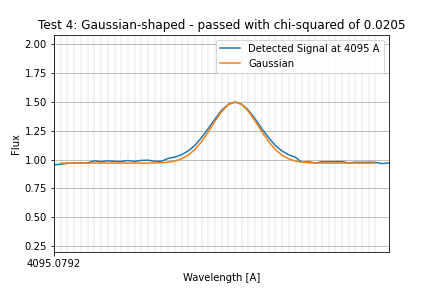 Test 4: Gaussian-shaped - passed with chi-squared of 0.0205
2.00
1.75
1.50
1.25
1.00
0.75
0.50
0.25
Flux
Detected Signal at 4095 A
Gaussian
4095.0792
Wavelength [A]